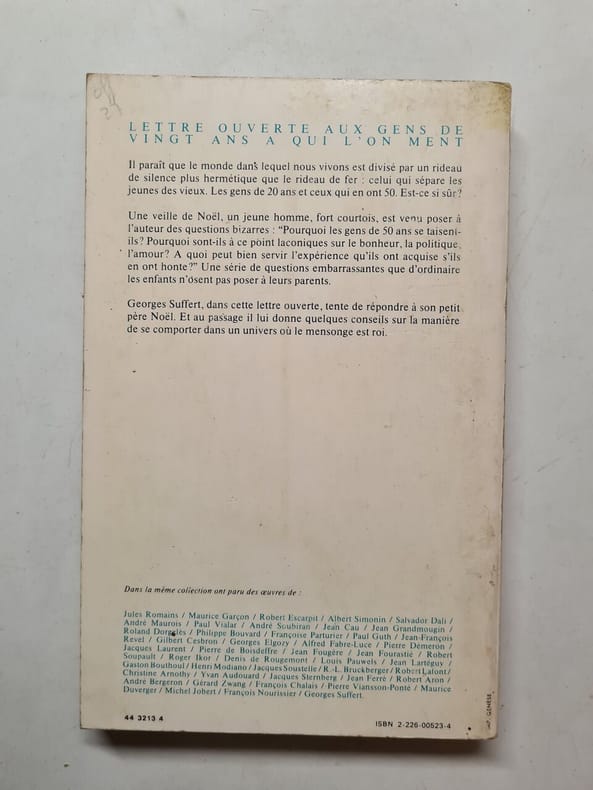 LETTRE OUVERTE AUX GENS DE
VINGT ANS A QUI L'ON MENT
Il paraît que le monde dans lequel nous vivons est divisé par un rideau
de silence plus hermétique que le rideau de fer : celui qui sépare les
jeunes des vieux. Les gens de 20 ans et ceux qui en ont 50. Est-ce si sûr?
Une veille de Noël, un jeune homme, fort courtois, est venu poser à
l'auteur des questions bizarres : "Pourquoi les gens de 50 ans se taisent-
ils? Pourquoi sont-ils à ce point laconiques sur le bonheur, la politique,
l'amour? A quoi peut bien servir l'expérience qu'ils ont acquise s'ils
en ont honte?" Une série de questions embarrassantes que d'ordinaire
les enfants n'osent pas poser à leurs parents.
Georges Suffert, dans cette lettre ouverte, tente de répondre à son petit
père Noël. Et au passage il lui donne quelques conseils sur la manière
de se comporter dans un univers où le mensonge est roi.
Dans la même collection ont paru des œuvres de :
Jules Romains / Maurice Garçon / Robert Escarpit / Albert Simonin / Salvador Dali /
André Maurois / Paul Vialar / André Soubiran / Jean Cau / Jean Grandmougin /
Roland Dorgelès / Philippe Bouvard / Françoise Parturier / Paul Guth / Jean-François
Revel / Gilbert Cesbron / Georges Elgozy / Alfred Fabre-Luce / Pierre Démeron /
Jacques Laurent / Pierre de Boisdeffre / Jean Fougère / Jean Fourastié / Robert
Soupault / Roger Ikor / Denis de Rougemont / Louis Pauwels / Jean Lartéguy /
Gaston Bouthoul / Henri Modiano / Jacques Soustelle / R.-L. Bruckberger / Robert Lafont /
Christine Arnothy / Yvan Audouard / Jacques Sternberg / Jean Ferré / Robert Aron /
André Bergeron / Gérard Zwang / François Chalais / Pierre Viansson-Ponté / Maurice
Duverger / Michel Jobert / François Nourissier / Georges Suffert.
44 3213 4
ISBN 2-226-00523-4